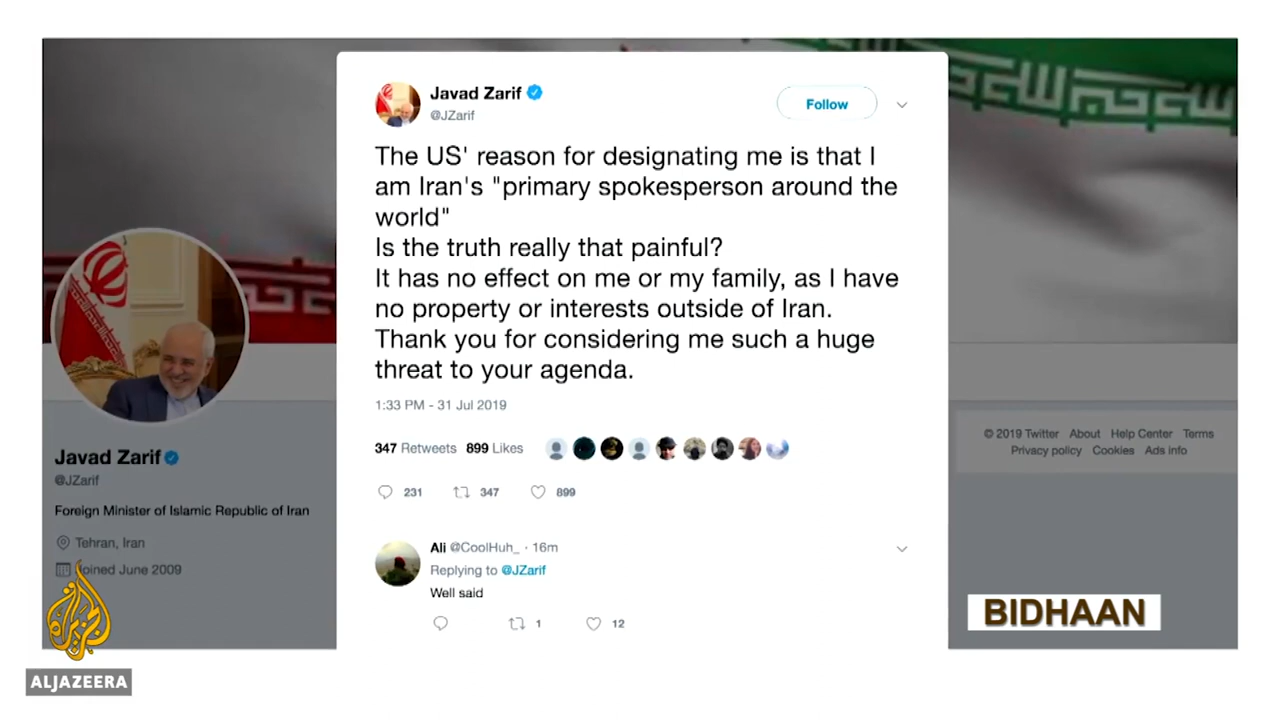 Javad Zarif
@JZarif
Follow
The US' reason for designating me is that I
am Iran's "primary spokesperson around the
world"
Is the truth really that painful?
It has no effect on me or my family, as I have
no property or interests outside of Iran.
Thank you for considering me such a huge
threat to your agenda.
1:33 PM - 31 Jul 2019
347 Retweets 899 Likes
231 347 899
Ali @CoolHuh_ · 16m
Replying to @JZarif
Well said
1 12
Javad Zarif
@JZarif
Foreign Minister of Islamic Republic of Iran
Tehran, Iran
Joined June 2009
© 2019 Twitter About Help Center Terms
Privacy policy Cookies Ads info
BIDHAAN
الجزيرة
ALJAZEERA